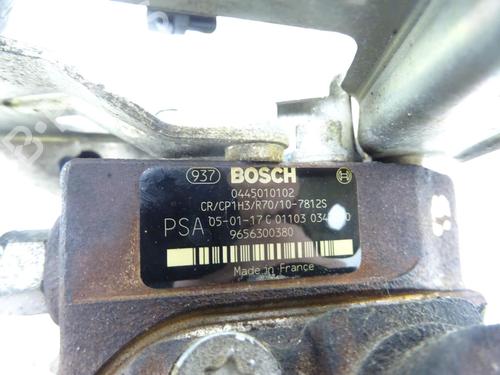 937 BOSCH
0445010102
CR/CP1H3/R70/10-7812S
PSA 05-01-17 C 01103
9656300380
Made in France